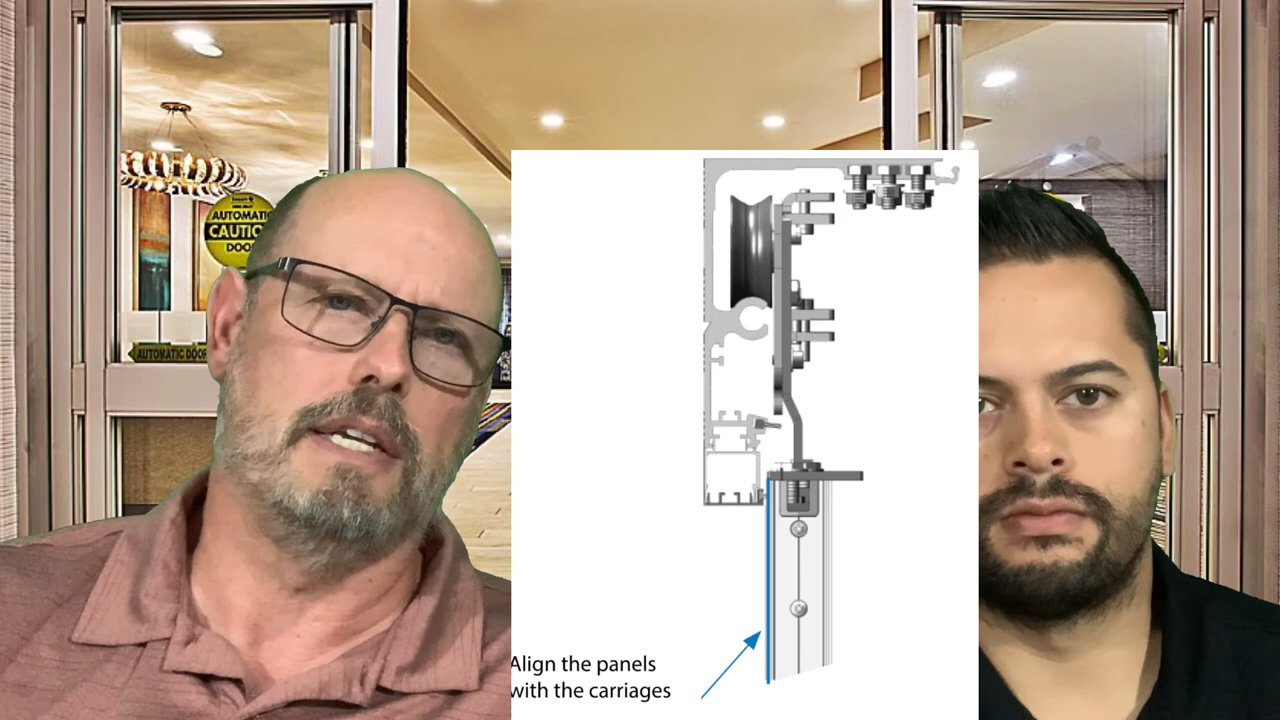 AUTOMATIC
CAUTION
DOOR
AUTOMATIC DOOR
Align the panels
with the carriages